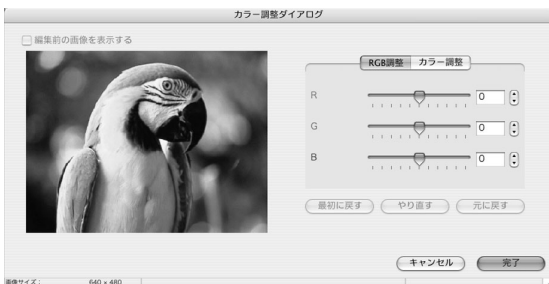 カラー調整ダイアログ
編集前の画像を表示する
RGB調整 カラー調整
R 0
G 0
B 0
最初に戻す やり直す 元に戻す
キャンセル 完了
画像サイズ: 640 × 480